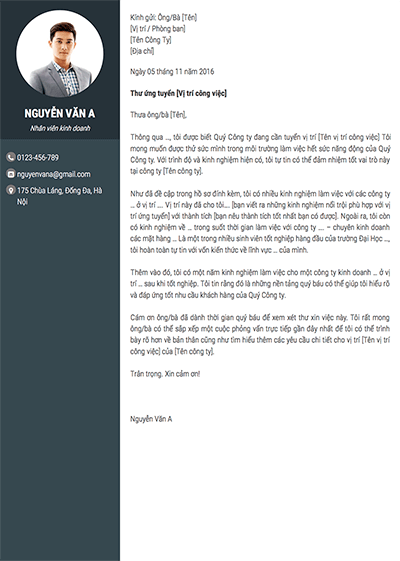 NGUYỄN VĂN A
Nhân viên kinh doanh
0123-456-789
nguyenvana@gmail.com
175 Chùa Láng, Đống Đa, Hà
Nội
Kính gửi: Ông/Bà [Tên]
[Vị trí / Phòng ban]
[Tên Công Ty]
[Địa chỉ]
Ngày 05 tháng 11 năm 2016
Thư ứng tuyển [Vị trí công việc]
Thưa ông/bà [Tên],
Thông qua …, tôi được biết Quý Công ty đang cần tuyển vị trí [Tên vị trí công việc] Tôi
mong muốn được thử sức mình trong môi trường làm việc hết sức năng động của Quý
Công ty. Với trình độ và kinh nghiệm hiện có, tôi tự tin có thể đảm nhiệm tốt vai trò này
tại công ty [Tên công ty].
Như đã đề cập trong hồ sơ đính kèm, tôi có nhiều kinh nghiệm làm việc với các công ty
… ở vị trí …. Vị trí này đã cho tôi…. [bạn viết ra những kinh nghiệm nổi trội phù hợp với vị
trí ứng tuyển] với thành tích [bạn nêu thành tích tốt nhất bạn có được]. Ngoài ra, tôi còn
có kinh nghiệm về … trong suốt thời gian làm việc với công ty …. – chuyên kinh doanh
các mặt hàng … Là một trong nhiều sinh viên tốt nghiệp hàng đầu của trường Đại Học …,
tôi hoàn toàn tự tin với vốn kiến thức về lĩnh vực … của mình.
Thêm vào đó, tôi có một năm kinh nghiệm làm việc cho một công ty kinh doanh … ở vị
trí … sau khi tốt nghiệp. Tôi tin rằng đó là những nền tảng quý báu có thể giúp tôi hiểu rõ
và đáp ứng tốt nhu cầu khách hàng của Quý Công ty.
Cám ơn ông/bà đã dành thời gian quý báu để xem xét thư xin việc này. Tôi rất mong
ông/bà có thể sắp xếp một cuộc phỏng vấn trực tiếp gần đây nhất để tôi có thể trình
bày rõ hơn về bản thân cũng như tìm hiểu thêm các yêu cầu chi tiết cho vị trí [Tên vị trí
công việc] của [Tên công ty].
Trân trọng. Xin cảm ơn!
Nguyễn Văn A